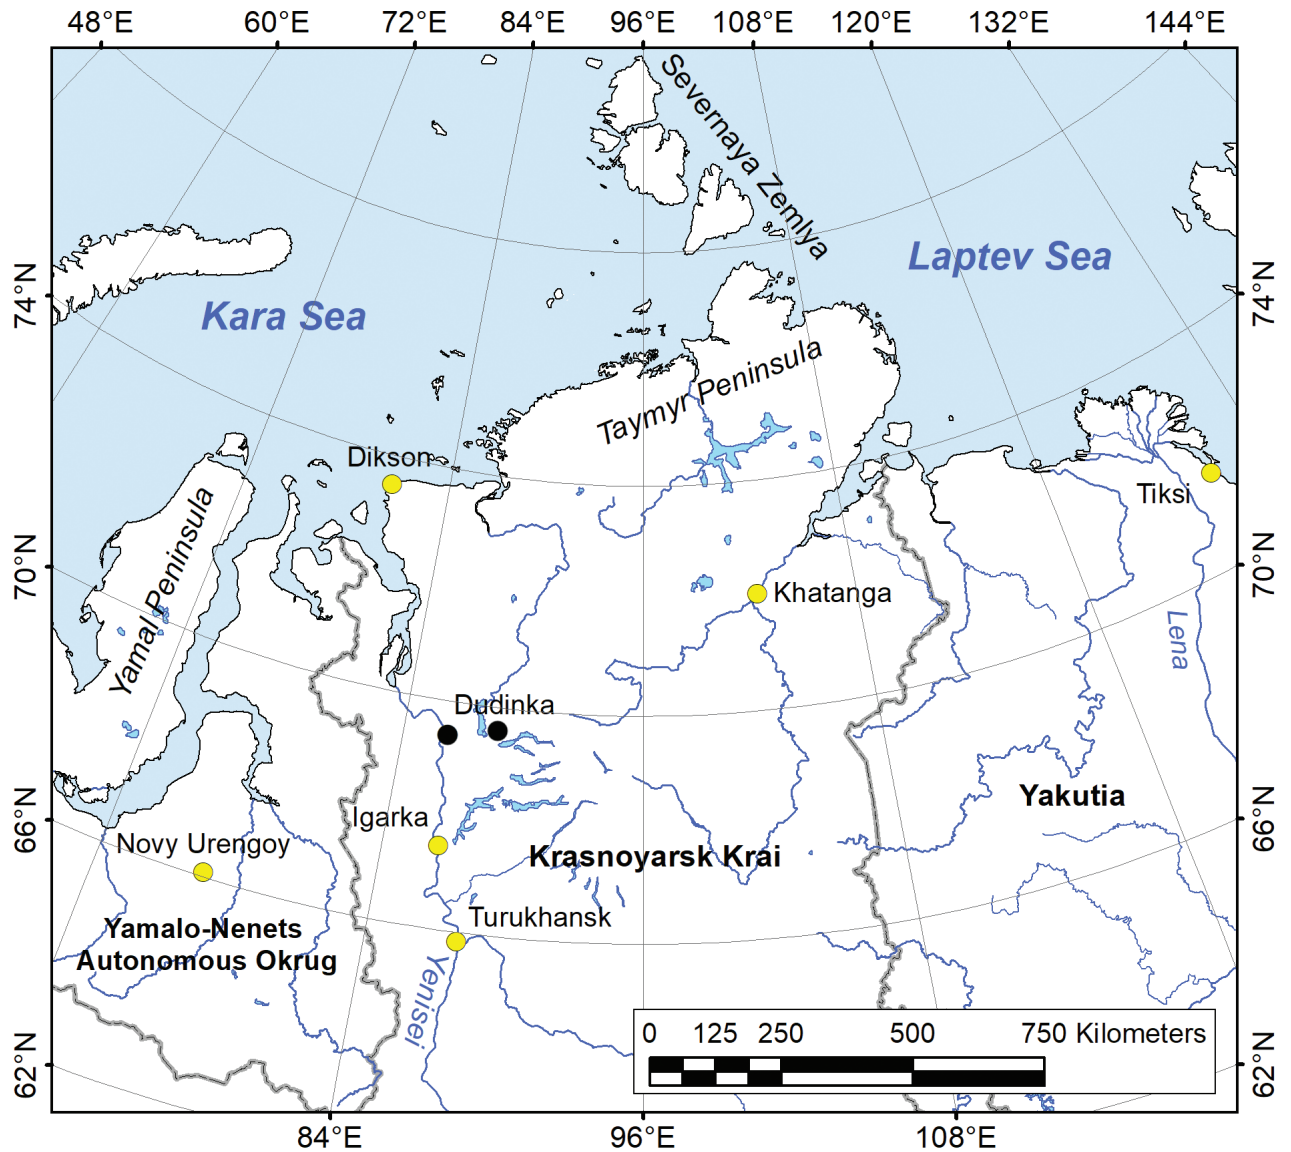 48°E 60°E 72°E 84°E 96°E 108°E 120°E 132°E 144°E
Severnaya Zemlya
Laptev Sea
74°N
74°N
Kara Sea
Taymyr Peninsula
Dikson
Tiksi
Yamal Peninsula
70°N
70°N
Khatanga
Lena
Dudinka
Yakutia
66°N
66°N
Igarka
Novy Urengoy
Krasnoyarsk Krai
Turukhansk
Yamalo-Nenets
Autonomous Okrug
Yenisei
0 125 250 500 750 Kilometers
62°N
62°N
84°E 96°E 108°E